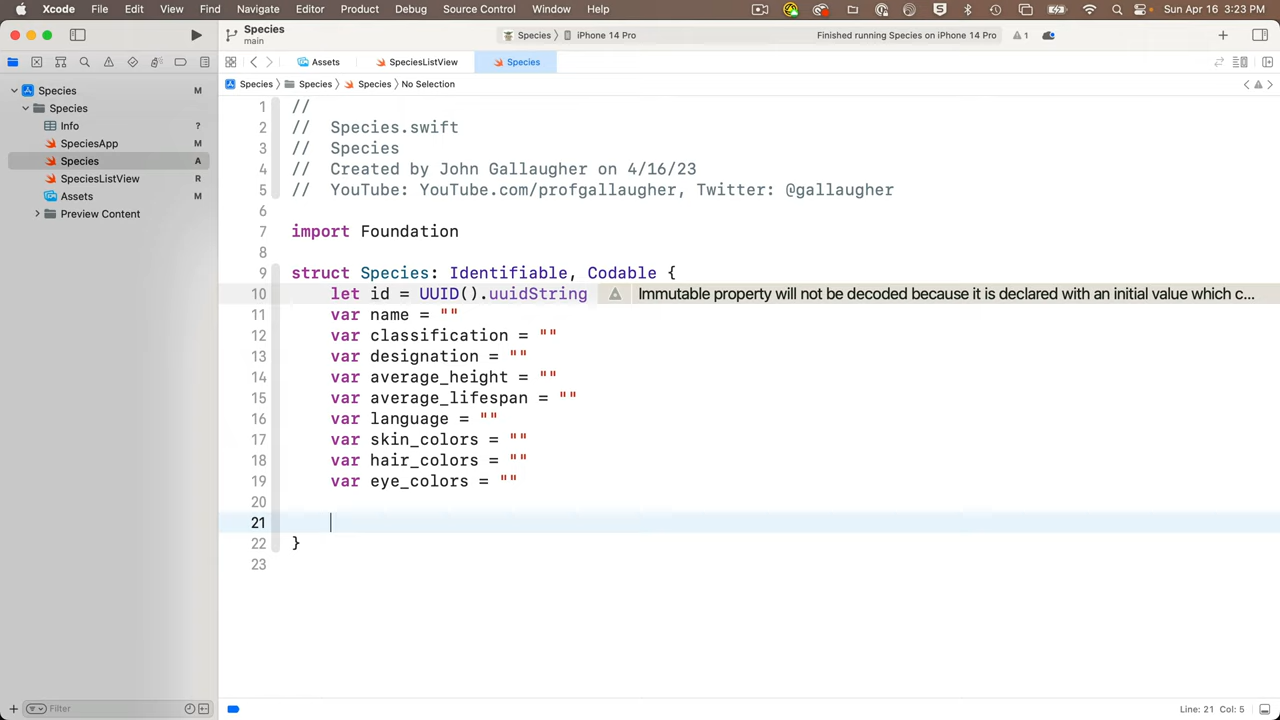 Xcode File Edit View Find Navigate Editor Product Debug Source Control Window Help Sun Apr 16 3:23 PM
Species
main
Species 〉 iPhone 14 Pro
Finished running Species on iPhone 14 Pro 1
Assets SpeciesListView Species
Species 〉 Species 〉 Species 〉 No Selection
Species M
Species
Info ?
SpeciesApp M
Species A
SpeciesListView R
Assets M
Preview Content
1 //
2 // Species.swift
3 // Species
4 // Created by John Gallaugher on 4/16/23
5 // YouTube: YouTube.com/profgallaugher, Twitter: @gallaugher
6
7 import Foundation
8
9 struct Species: Identifiable, Codable {
10 let id = UUID().uuidString Immutable property will not be decoded because it is declared with an initial value which c...
11 var name = ""
12 var classification = ""
13 var designation = ""
14 var average_height = ""
15 var average_lifespan = ""
16 var language = ""
17 var skin_colors = ""
18 var hair_colors = ""
19 var eye_colors = ""
20
21
22 }
23
Filter
Line: 21 Col: 5